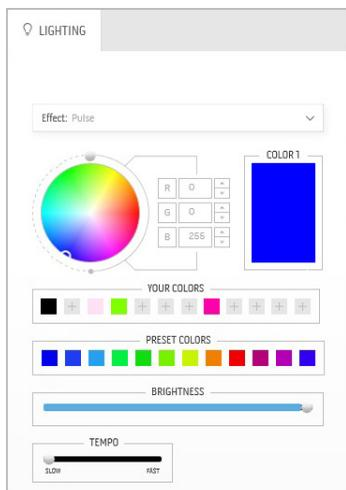 LIGHTING
Effect: Pulse
COLOR 1
R 0
G 0
B 255
YOUR COLORS
PRESET COLORS
BRIGHTNESS
TEMPO
SLOW FAST